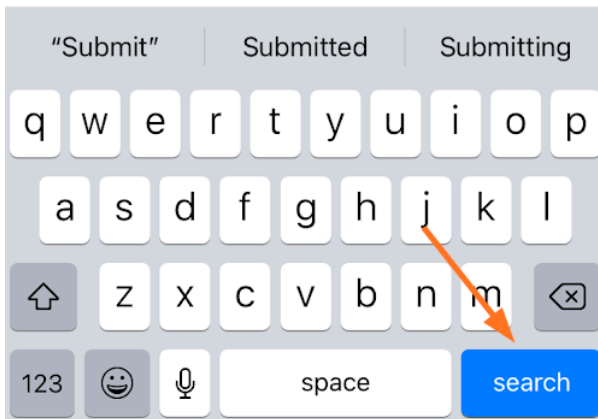 “Submit” Submitted Submitting
q w e r t y u i o p
a s d f g h j k l
z x c v b n m
123 space search